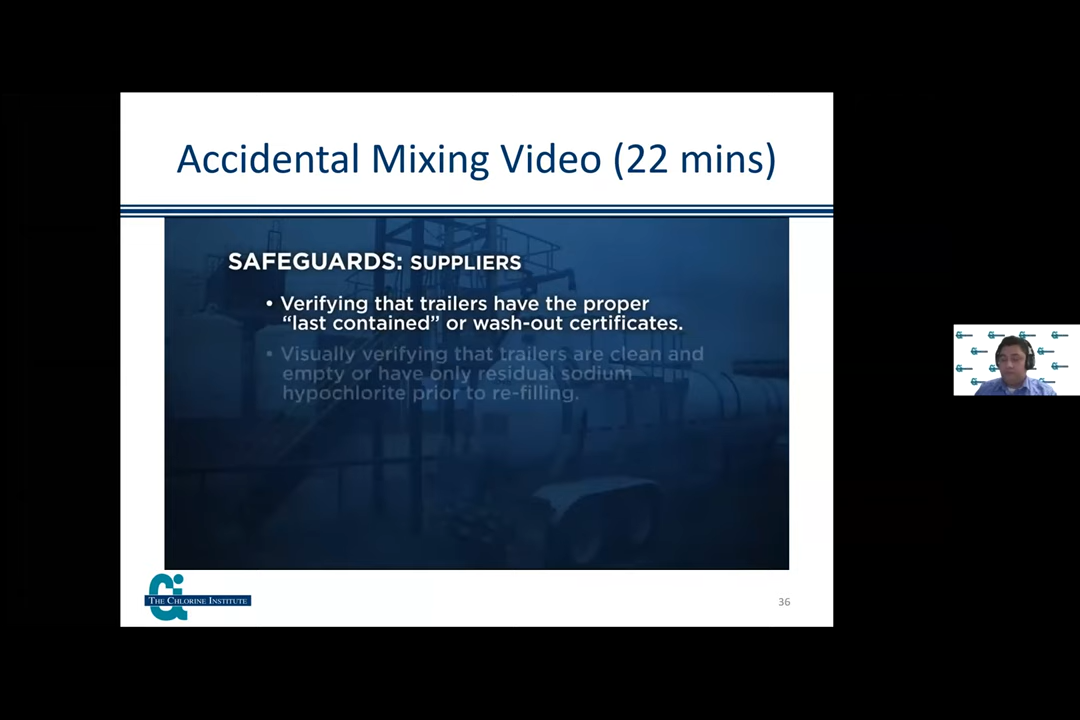 Accidental Mixing Video (22 mins)
SAFEGUARDS: SUPPLIERS
• Verifying that trailers have the proper
“last contained” or wash-out certificates.
• Visually verifying that trailers are clean and
empty or have only residual sodium
hypochlorite prior to re-filling.
THE CHLORINE INSTITUTE
36